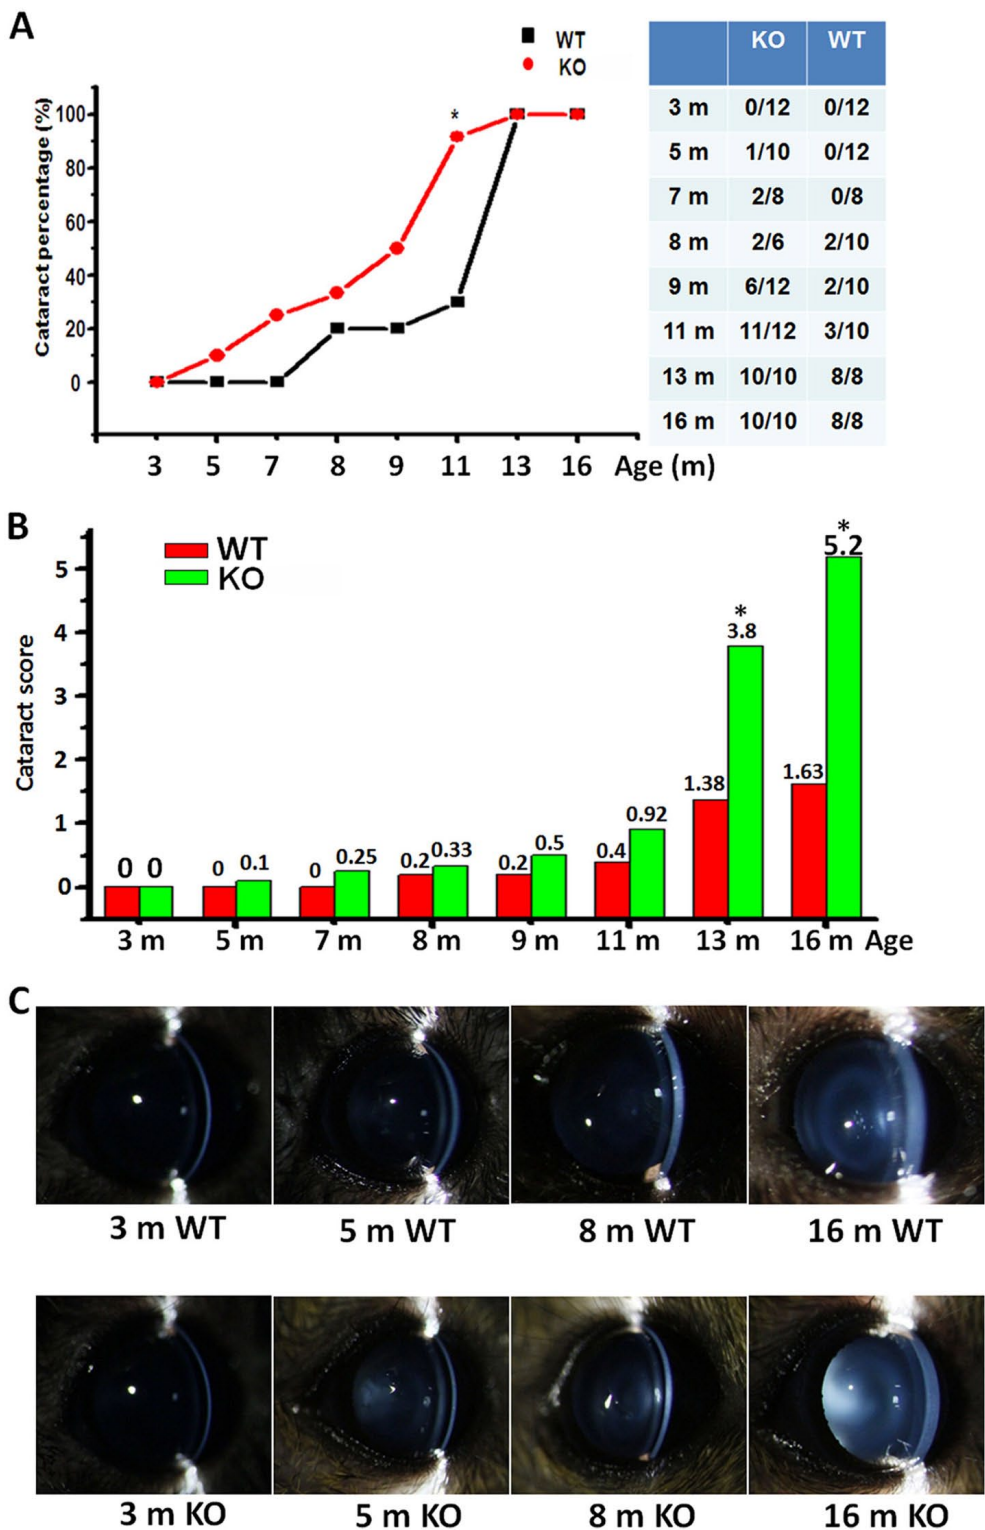 A
WT
KO
Cataract percentage (%)
100
80
60
40
20
0
3 5 7 8 9 11 13 16 Age (m)
*
KO WT
3 m 0/12 0/12
5 m 1/10 0/12
7 m 2/8 0/8
8 m 2/6 2/10
9 m 6/12 2/10
11 m 11/12 3/10
13 m 10/10 8/8
16 m 10/10 8/8
B
WT
KO
Cataract score
5
4
3
2
1
0
0 0 0 0.1 0 0.25 0.2 0.33 0.2 0.5 0.4 0.92 1.38 3.8 1.63 5.2
* *
3 m 5 m 7 m 8 m 9 m 11 m 13 m 16 m Age
C
3 m WT 5 m WT 8 m WT 16 m WT
3 m KO 5 m KO 8 m KO 16 m KO